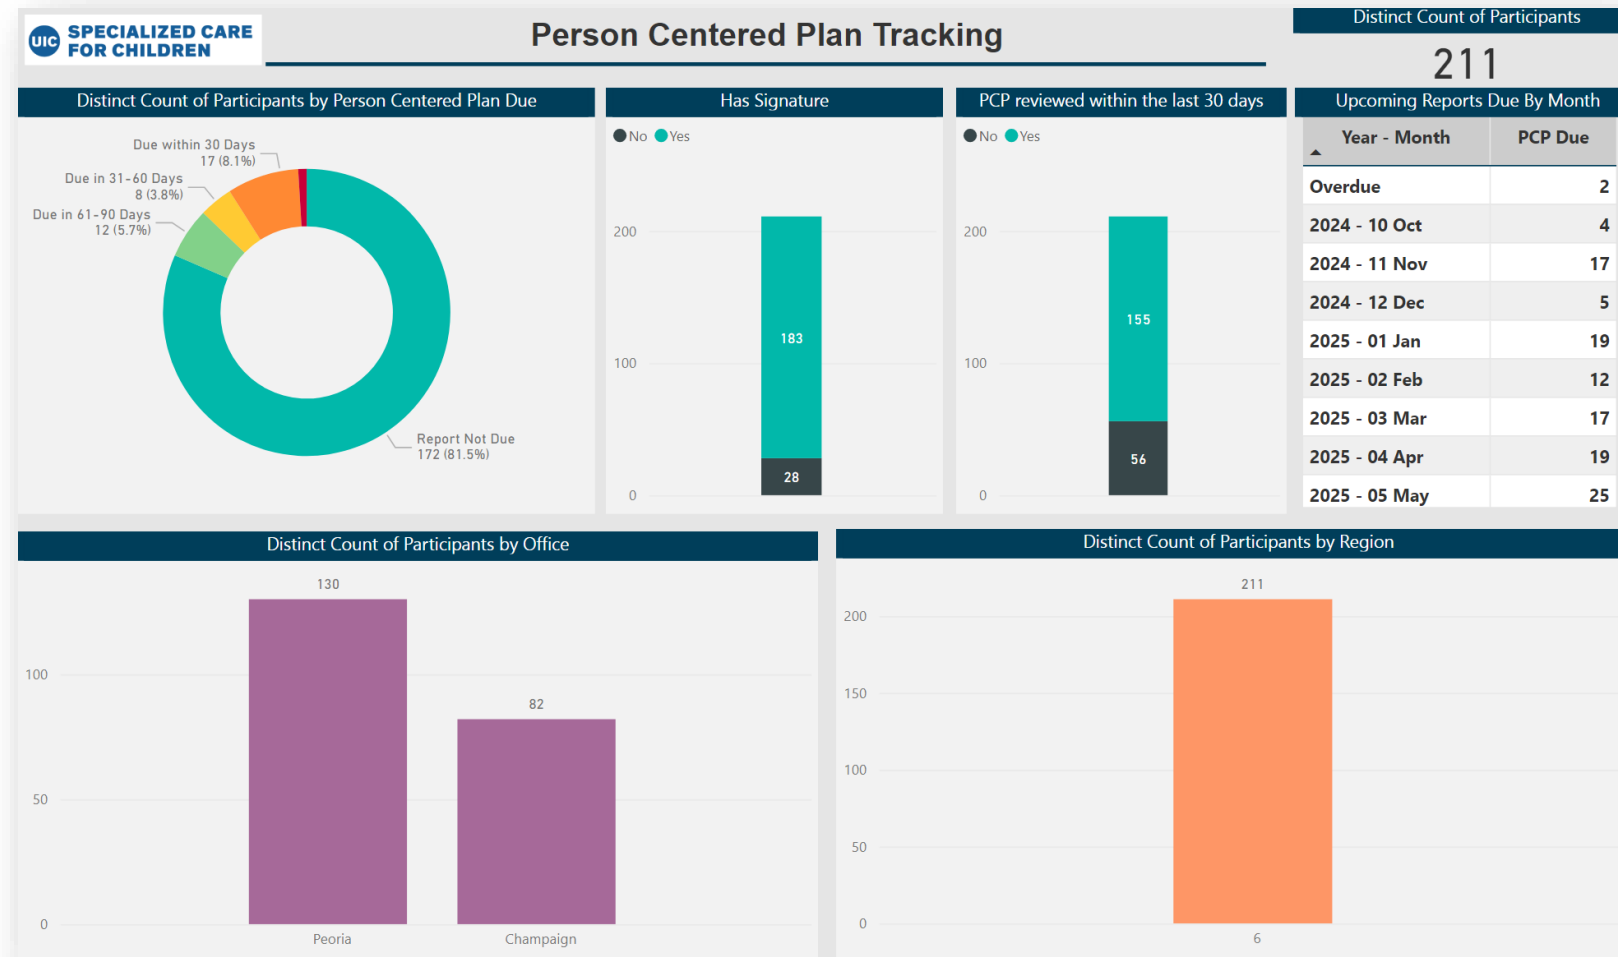 UIC SPECIALIZED CARE
FOR CHILDREN
Person Centered Plan Tracking
Distinct Count of Participants
211
Distinct Count of Participants by Person Centered Plan Due
Due within 30 Days
17 (8.1%)
Due in 31-60 Days
8 (3.8%)
Due in 61-90 Days
12 (5.7%)
Report Not Due
172 (81.5%)
Has Signature
No Yes
200
183
100
28
0
PCP reviewed within the last 30 days
No Yes
200
155
100
56
0
Upcoming Reports Due By Month
Year - Month PCP Due
Overdue 2
2024 - 10 Oct 4
2024 - 11 Nov 17
2024 - 12 Dec 5
2025 - 01 Jan 19
2025 - 02 Feb 12
2025 - 03 Mar 17
2025 - 04 Apr 19
2025 - 05 May 25
Distinct Count of Participants by Office
130
100
82
50
0
Peoria Champaign
Distinct Count of Participants by Region
211
200
150
100
50
0
6